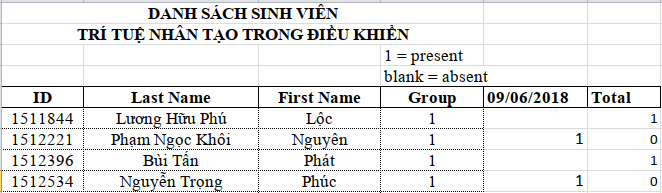 DANH SÁCH SINH VIÊN
TRÍ TUỆ NHÂN TẠO TRONG ĐIỀU KHIỂN
1 = present
blank = absent
ID Last Name First Name Group 09/06/2018 Total
1511844 Lương Hữu Phú Lộc 1 1
1512221 Phạm Ngọc Khôi Nguyên 1 1 0
1512396 Bùi Tấn Phát 1 1
1512534 Nguyễn Trọng Phúc 1 1 0